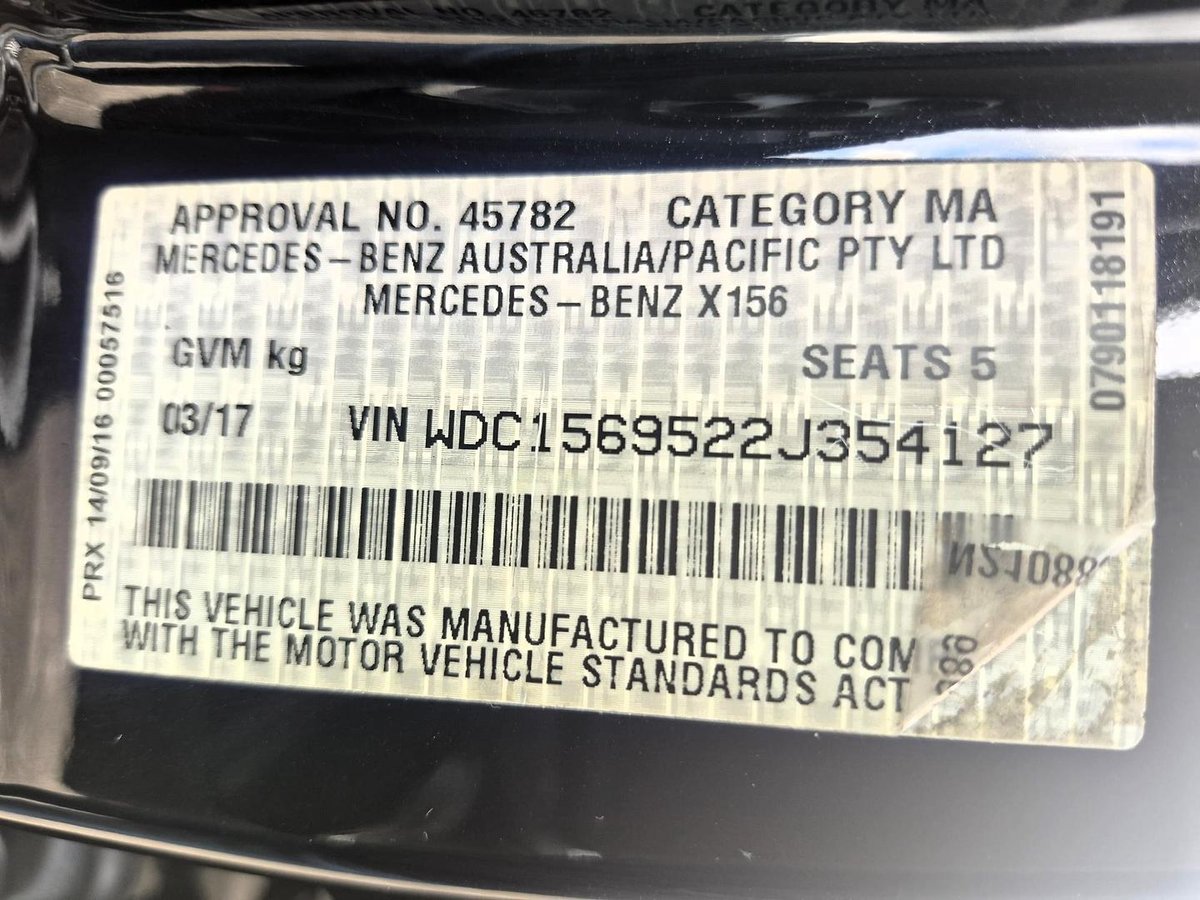 APPROVAL NO. 45782 CATEGORY MA
MERCEDES-BENZ AUSTRALIA/PACIFIC PTY LTD
MERCEDES-BENZ X156
GVM kg SEATS 5
03/17 VIN WDC1569522J354127
THIS VEHICLE WAS MANUFACTURED TO COM
WITH THE MOTOR VEHICLE STANDARDS ACT
PRX 14/09/16 00057516
0790118191